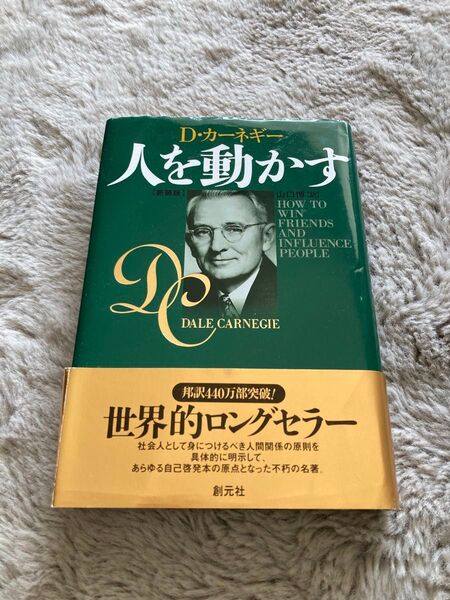 D・カーネギー
人を動かす
[新装版]
山口博[訳]
HOW TO
WIN
FRIENDS
AND
INFLUENCE
PEOPLE
DC
DALE CARNEGIE
邦訳440万部突破!
世界的ロングセラー
社会人として身につけるべき人間関係の原則を
具体的に明示して、
あらゆる自己啓発本の原点となった不朽の名著。
創元社